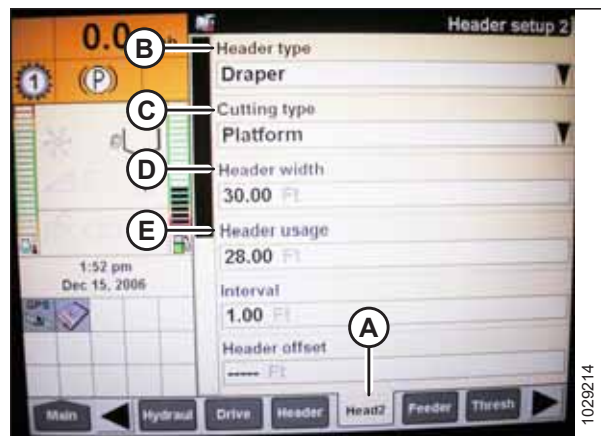 0.0
Header setup 2
B
Header type
1
(P)
Draper
C
Cutting type
Platform
D
Header width
30.00 Ft
E
Header usage
28.00 Ft
1:52 pm
Dec 15, 2006
Interval
1.00 Ft
GPS
A
Header offset
----- Ft
Main
Hydraul
Drive
Header
Head2
Feeder
Thresh
1029214